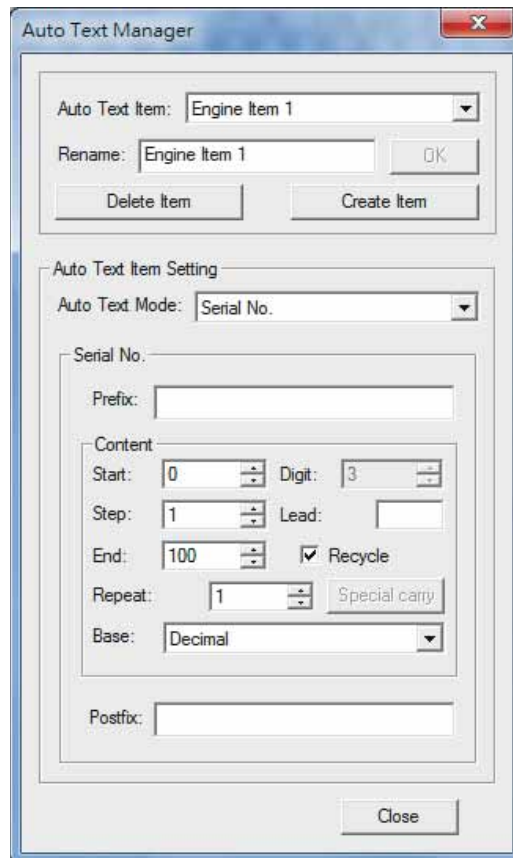 Auto Text Manager
Auto Text Item: Engine Item 1
Rename: Engine Item 1 OK
Delete Item Create Item
Auto Text Item Setting
Auto Text Mode: Serial No.
Serial No.
Prefix:
Content
Start: 0 Digit: 3
Step: 1 Lead:
End: 100 Recycle
Repeat: 1 Special carry
Base: Decimal
Postfix:
Close